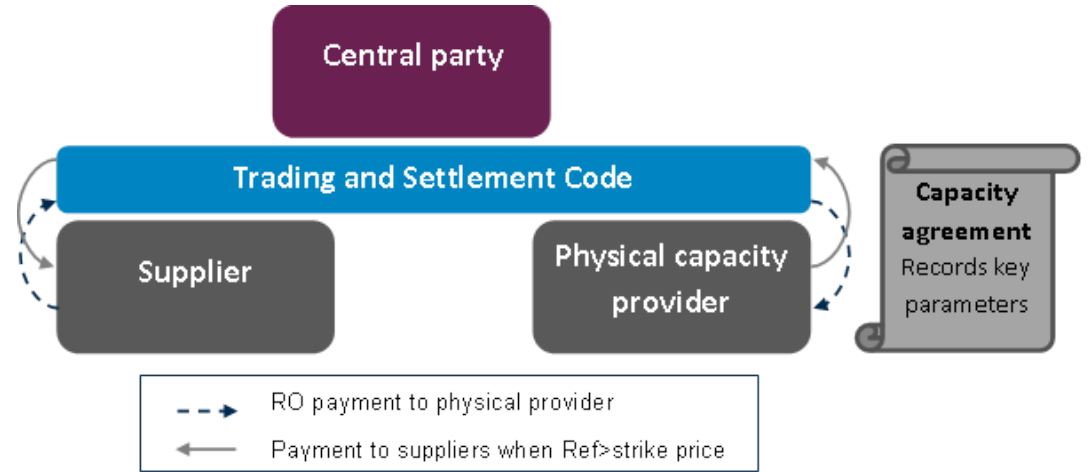 Central party
Trading and Settlement Code
Supplier
Physical capacity
provider
Capacity
agreement
Records key
parameters
RO payment to physical provider
Payment to suppliers when Ref>strike price